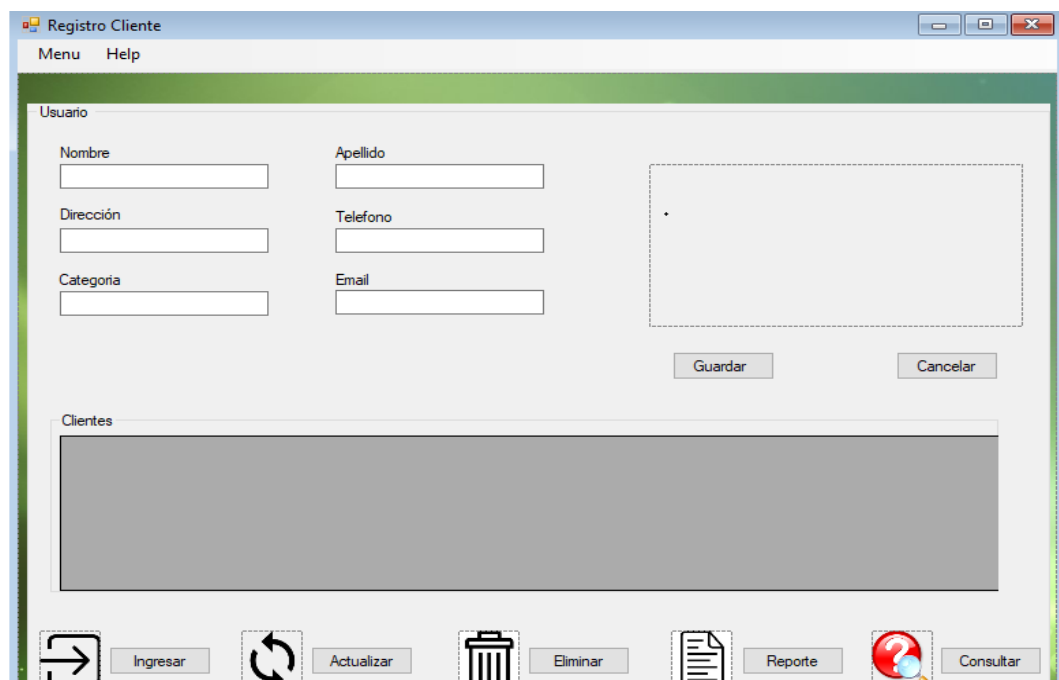 Registro Cliente
Menu Help
Usuario
Nombre Apellido
Dirección Telefono
Categoria Email
Guardar Cancelar
Clientes
Ingresar Actualizar Eliminar Reporte Consultar